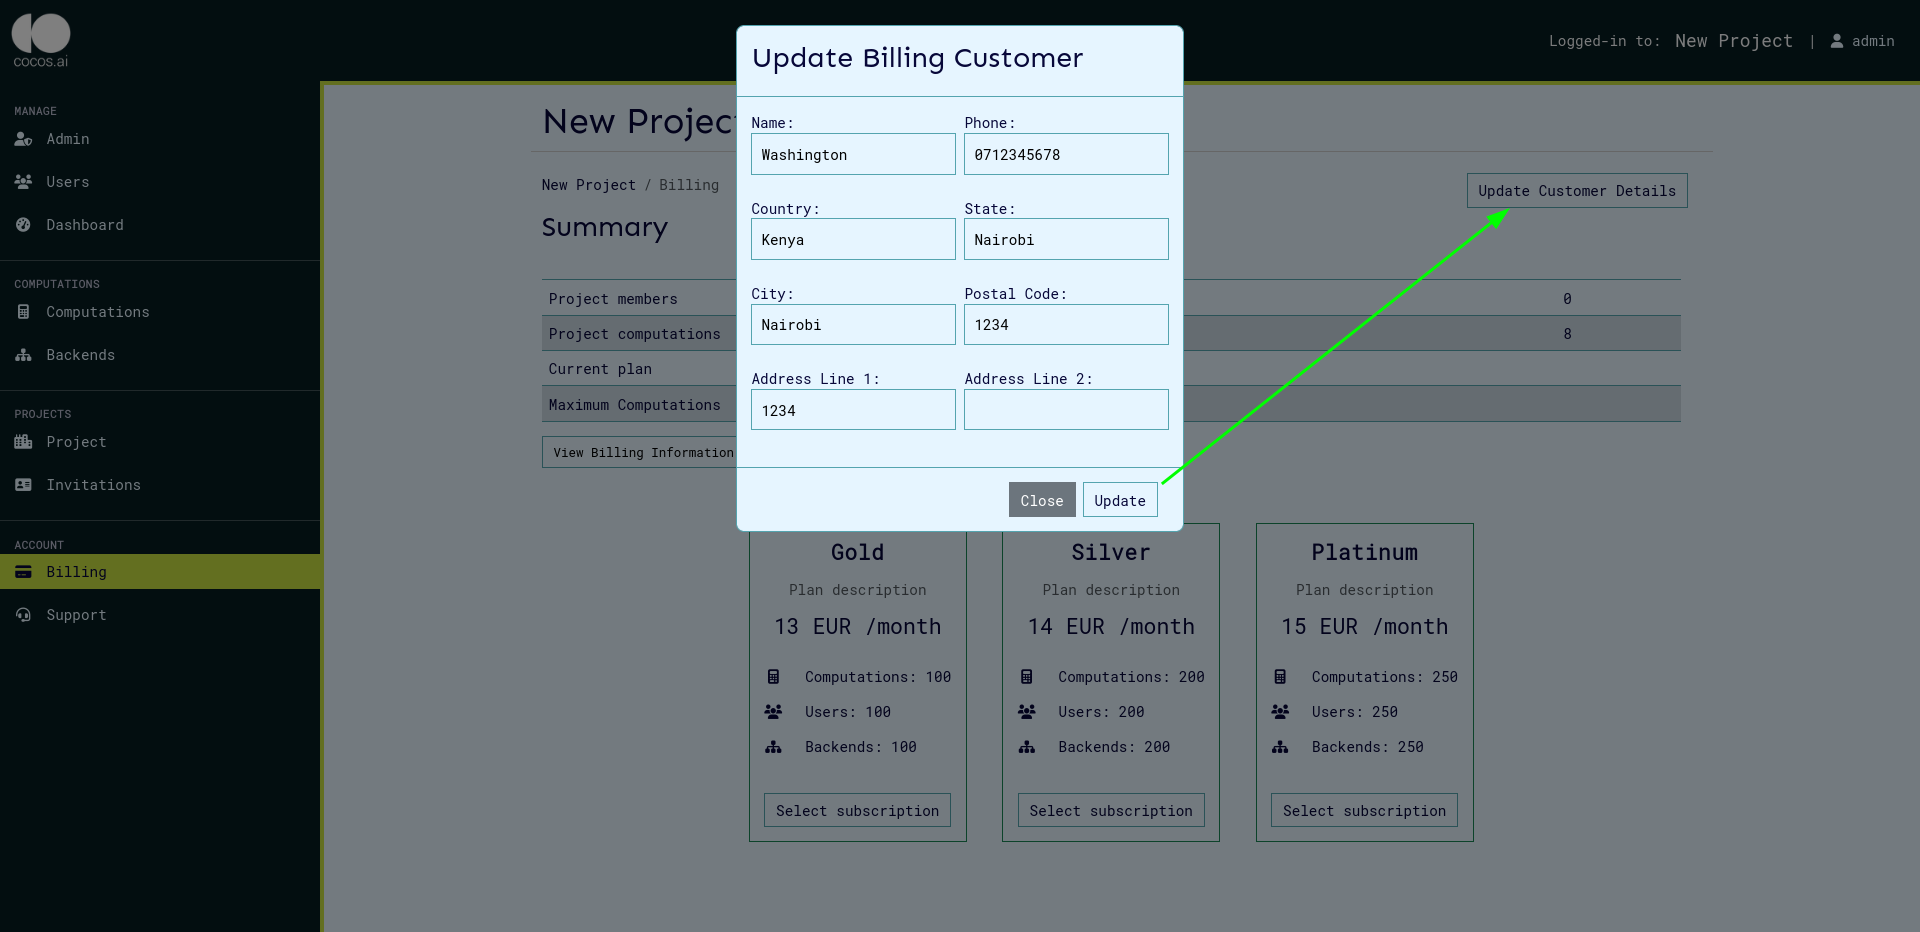 cocos.ai
Logged-in to: New Project | admin
MANAGE
Admin
Users
Dashboard
COMPUTATIONS
Computations
Backends
PROJECTS
Project
Invitations
ACCOUNT
Billing
Support
New Projec
New Project / Billing
Update Customer Details
Summary
Project members 0
Project computations 8
Current plan
Maximum Computations
View Billing Information
Update Billing Customer
Name: Phone:
Washington 0712345678
Country: State:
Kenya Nairobi
City: Postal Code:
Nairobi 1234
Address Line 1: Address Line 2:
1234
Close Update
Gold
Plan description
13 EUR /month
Computations: 100
Users: 100
Backends: 100
Select subscription
Silver
Plan description
14 EUR /month
Computations: 200
Users: 200
Backends: 200
Select subscription
Platinum
Plan description
15 EUR /month
Computations: 250
Users: 250
Backends: 250
Select subscription